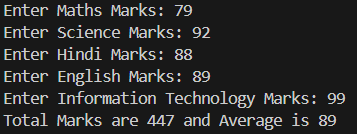 Enter Maths Marks: 79
Enter Science Marks: 92
Enter Hindi Marks: 88
Enter English Marks: 89
Enter Information Technology Marks: 99
Total Marks are 447 and Average is 89